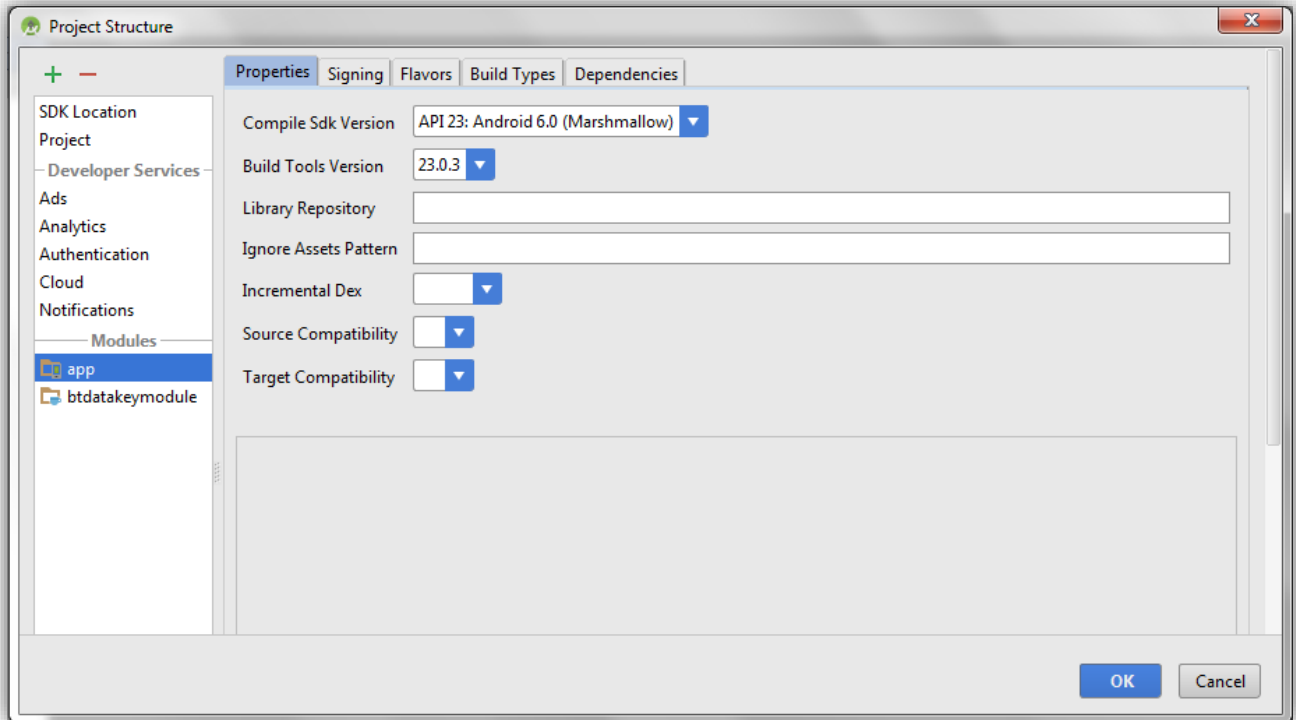 Project Structure
SDK Location
Project
Developer Services
Ads
Analytics
Authentication
Cloud
Notifications
Modules
app
btdatakeymodule
Properties Signing Flavors Build Types Dependencies
Compile Sdk Version API 23: Android 6.0 (Marshmallow)
Build Tools Version 23.0.3
Library Repository
Ignore Assets Pattern
Incremental Dex
Source Compatibility
Target Compatibility
OK Cancel